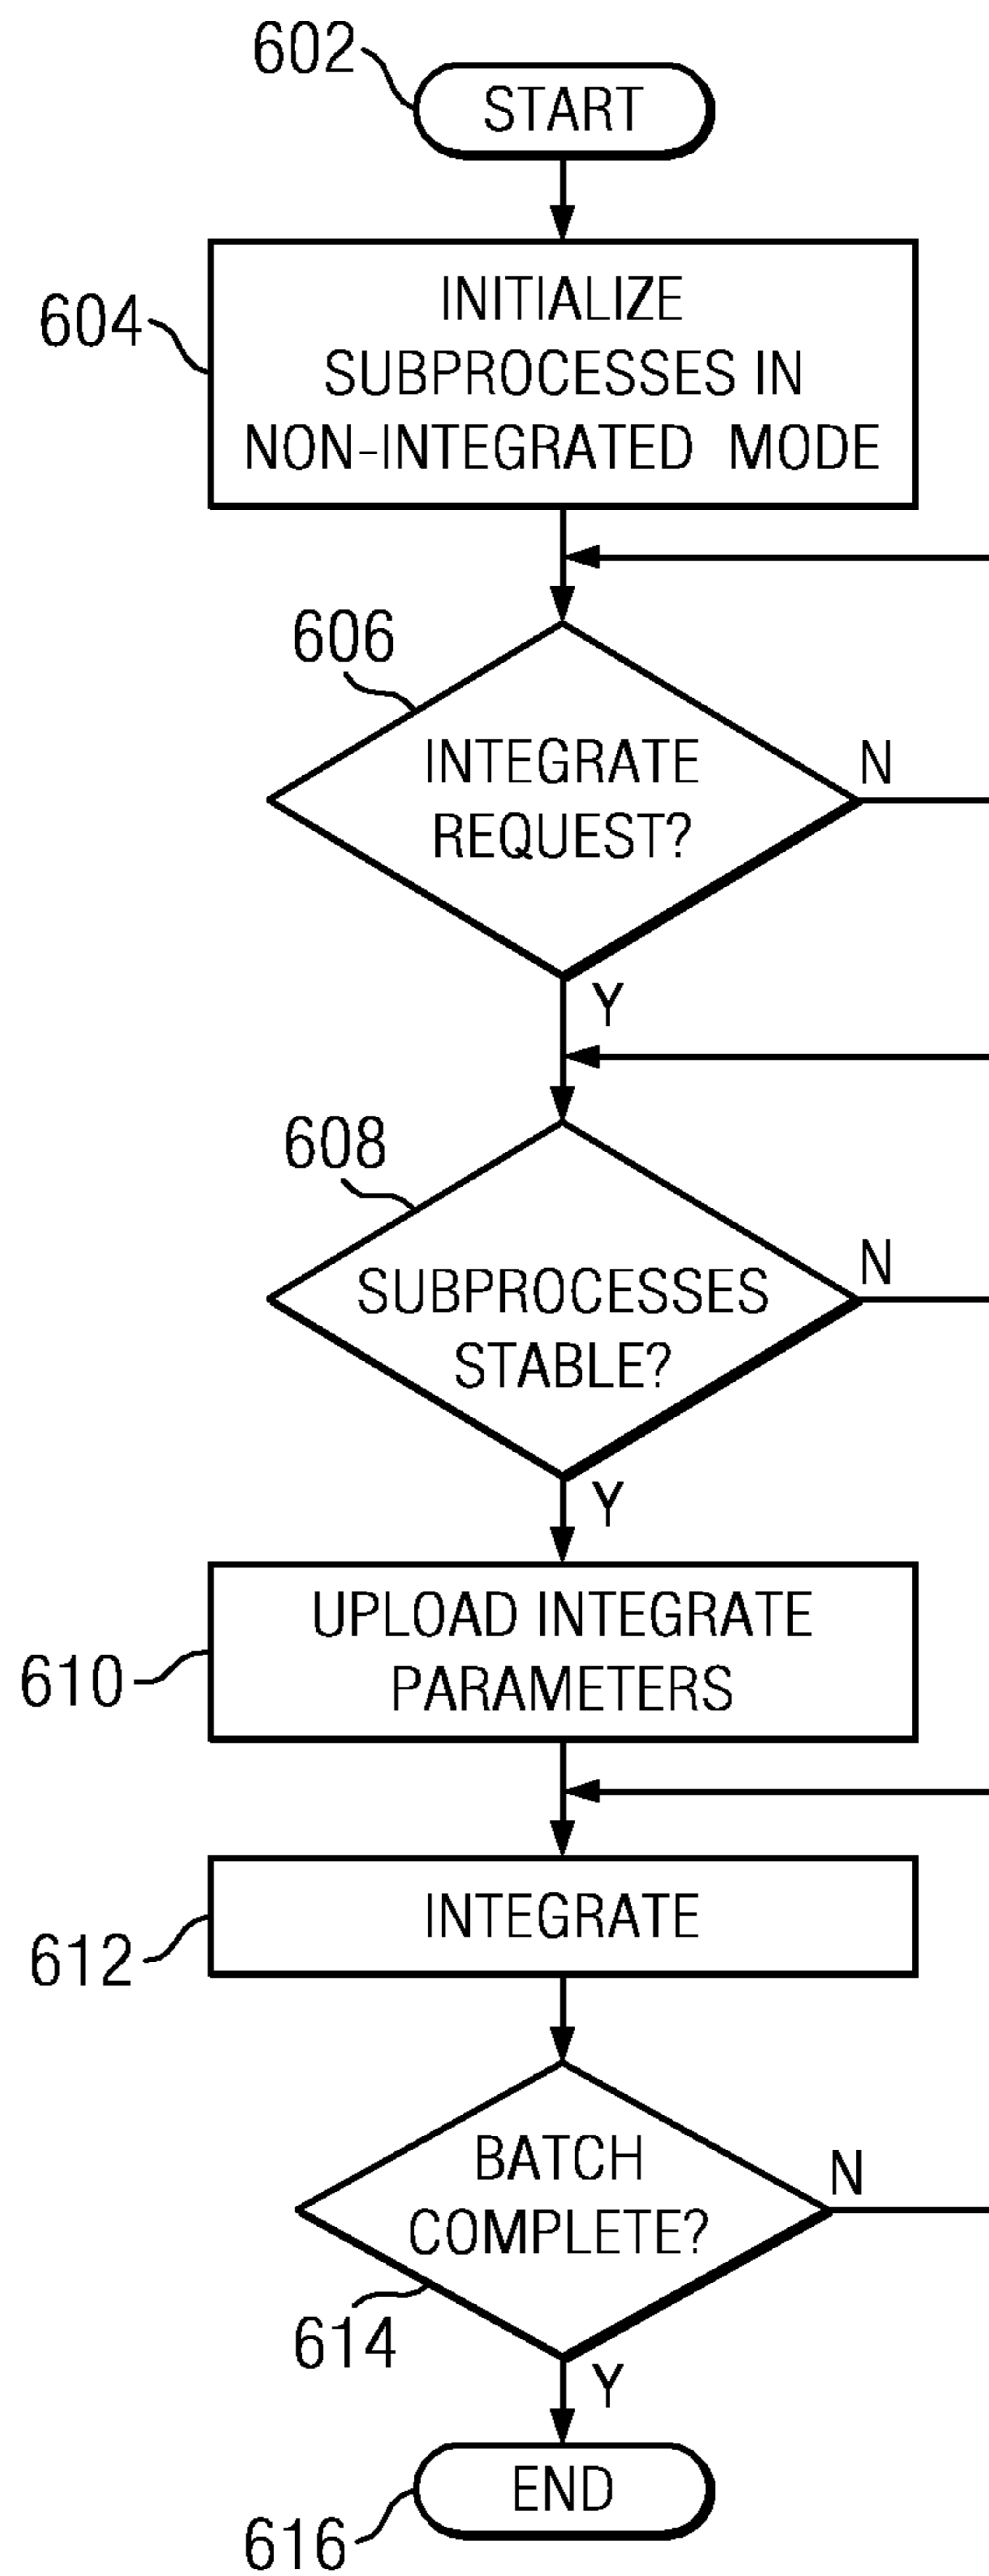 602
START
604
INITIALIZE
SUBPROCESSES IN
NON-INTEGRATED MODE
606
INTEGRATE
REQUEST?
N
Y
608
SUBPROCESSES
STABLE?
N
Y
610
UPLOAD INTEGRATE
PARAMETERS
612
INTEGRATE
BATCH
COMPLETE?
N
614
Y
END
616